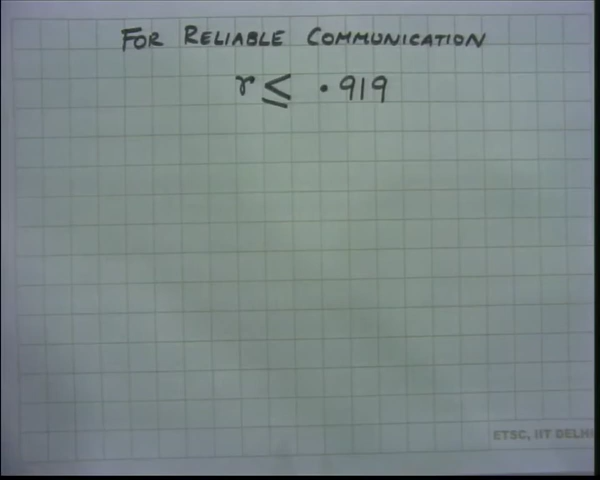 FOR RELIABLE COMMUNICATION
r ≤ .919
ETSC, IIT DELHI